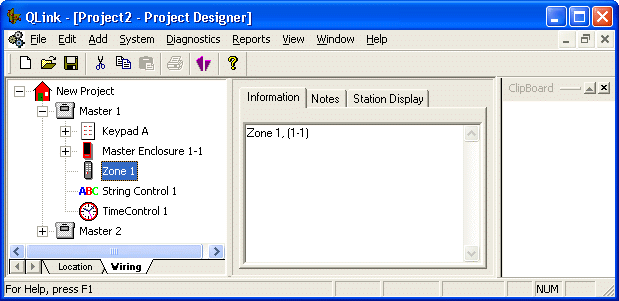 QLink - [Project2 - Project Designer]
File Edit Add System Diagnostics Reports View Window Help
New Project
Master 1
Keypad A
Master Enclosure 1-1
Zone 1
ABC String Control 1
TimeControl 1
Master 2
Location Wiring
Information Notes Station Display
Zone 1, (1-1)
ClipBoard
For Help, press F1
NUM